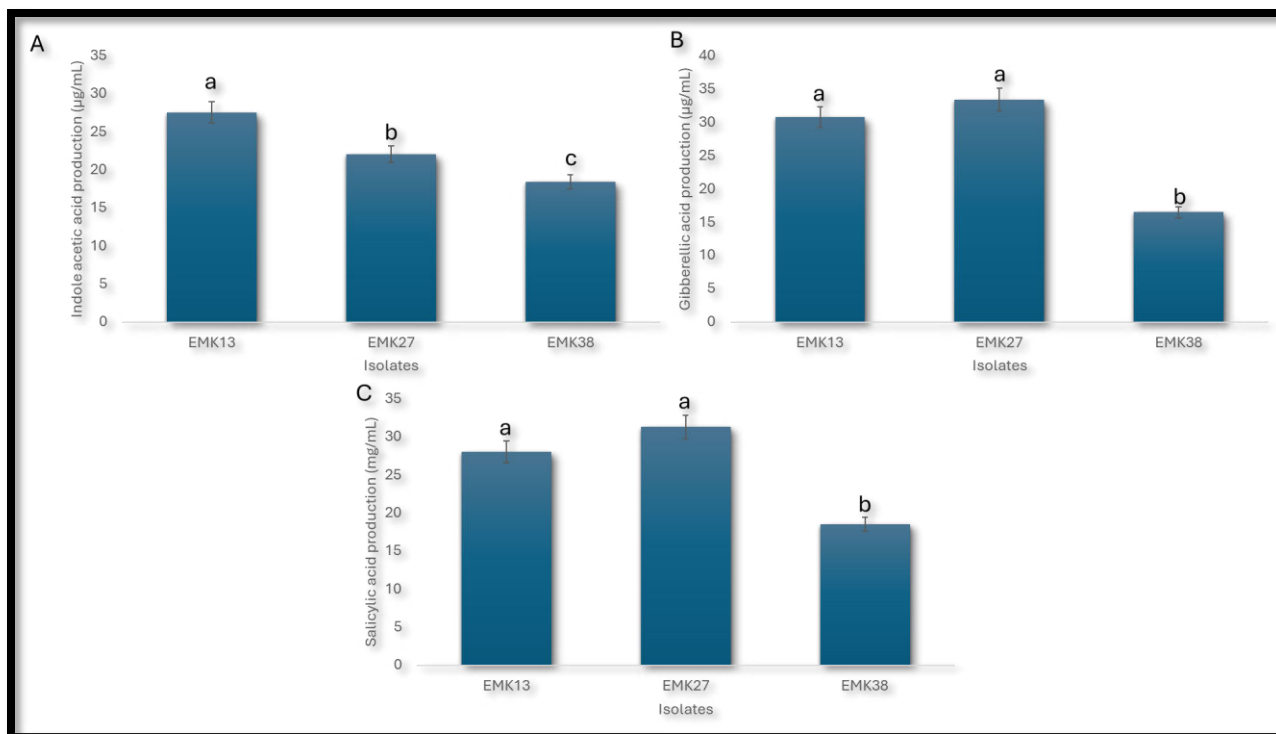 A
Indole acetic acid production (µg/mL)
35
30
25
20
15
10
5
0
a
b
c
EMK13 EMK27 EMK38
Isolates
B
Gibberellic acid production (µg/mL)
40
35
30
25
20
15
10
5
0
a
a
b
EMK13 EMK27 EMK38
Isolates
C
Salicylic acid production (mg/mL)
35
30
25
20
15
10
5
0
a
a
b
EMK13 EMK27 EMK38
Isolates